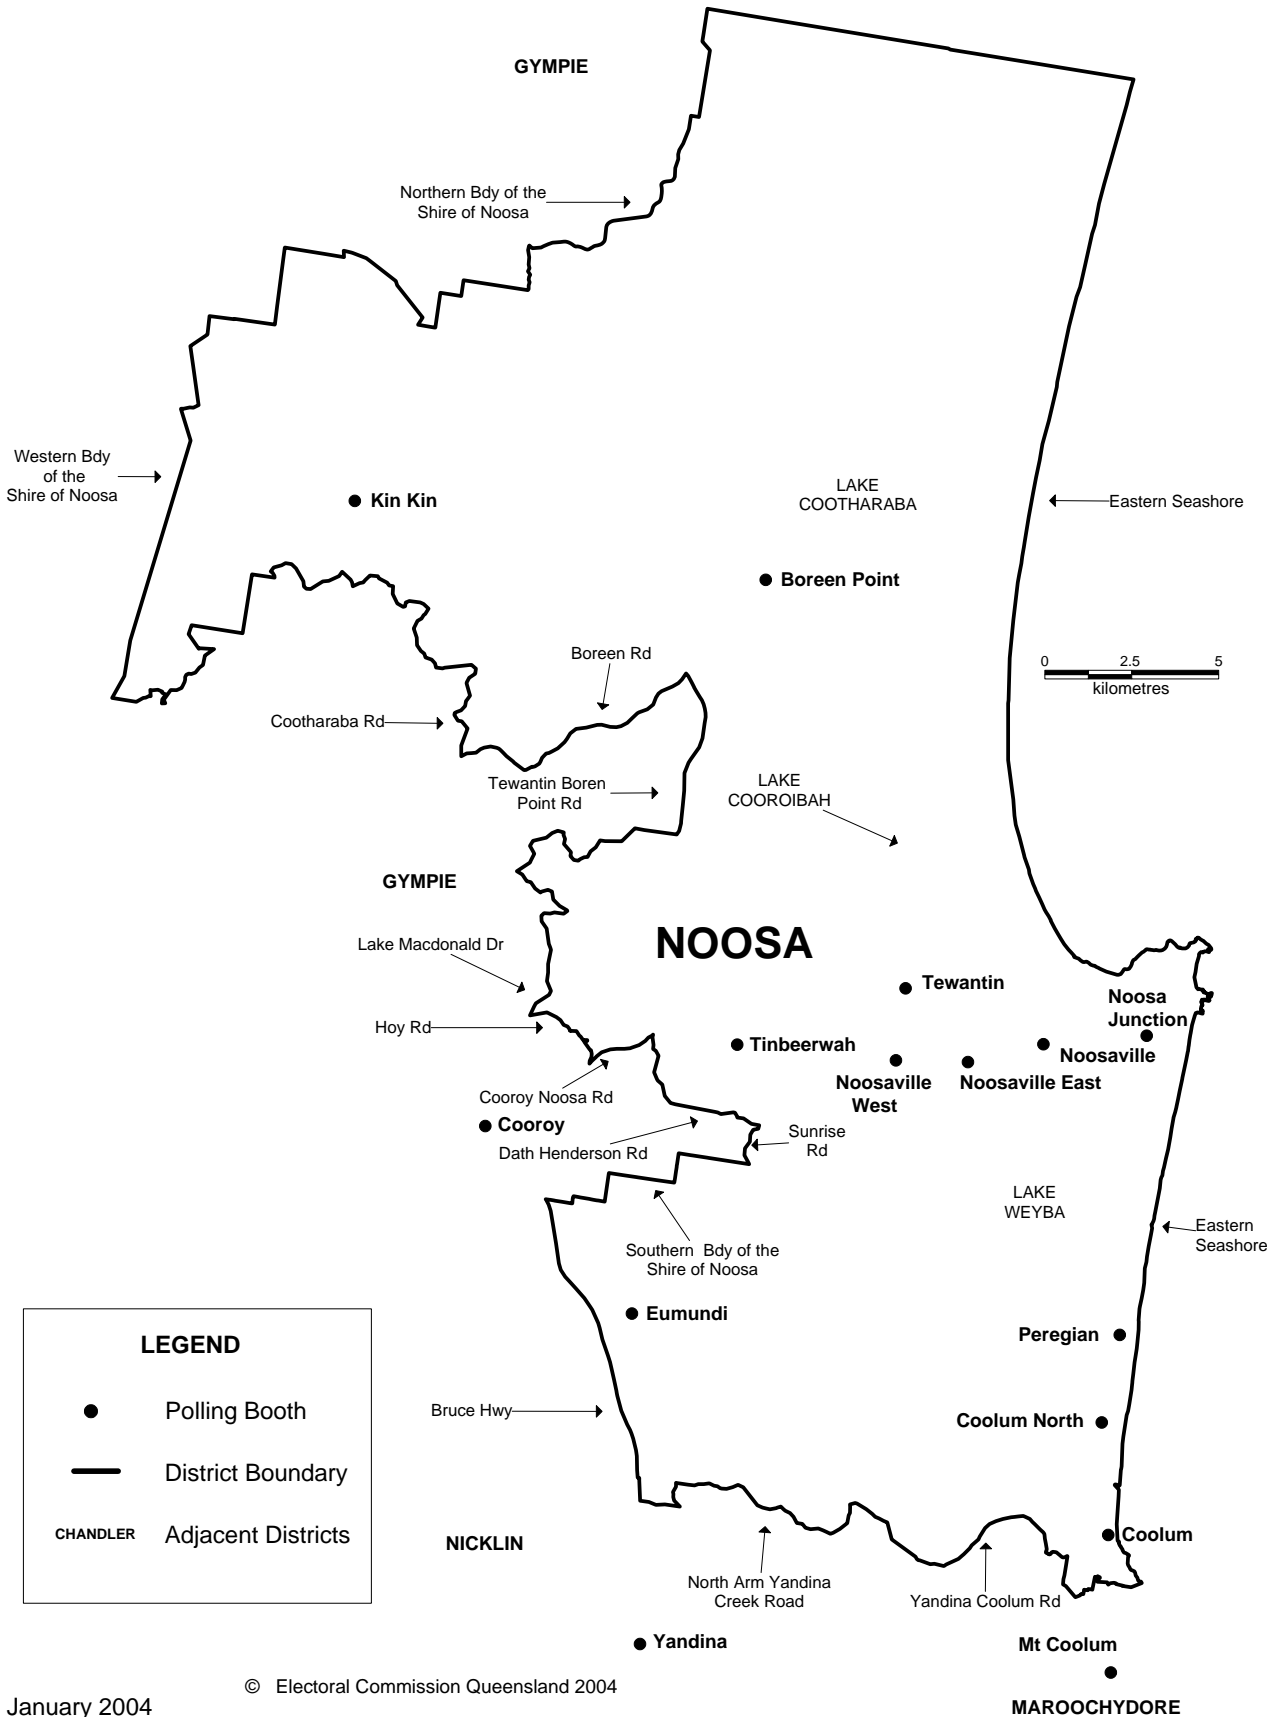 GYMPIE
Northern Bdy of the
Shire of Noosa
Western Bdy
of the
Shire of Noosa
Kin Kin
LAKE
COOTHARABA
Eastern Seashore
Boreen Point
Boreen Rd
0 2.5 5
kilometres
Cootharaba Rd
Tewantin Boren
Point Rd
LAKE
COOROIBAH
GYMPIE
Lake Macdonald Dr
NOOSA
Tewantin
Noosa
Junction
Hoy Rd
Tinbeerwah
Noosaville
Noosaville
West
Noosaville East
Cooroy Noosa Rd
Cooroy
Dath Henderson Rd
Sunrise
Rd
LAKE
WEYBA
Eastern
Seashore
Southern Bdy of the
Shire of Noosa
Eumundi
Peregian
LEGEND
Polling Booth
District Boundary
CHANDLER Adjacent Districts
Bruce Hwy
Coolum North
NICKLIN
Coolum
North Arm Yandina
Creek Road
Yandina Coolum Rd
Yandina
Mt Coolum
© Electoral Commission Queensland 2004
January 2004
MAROOCHYDORE